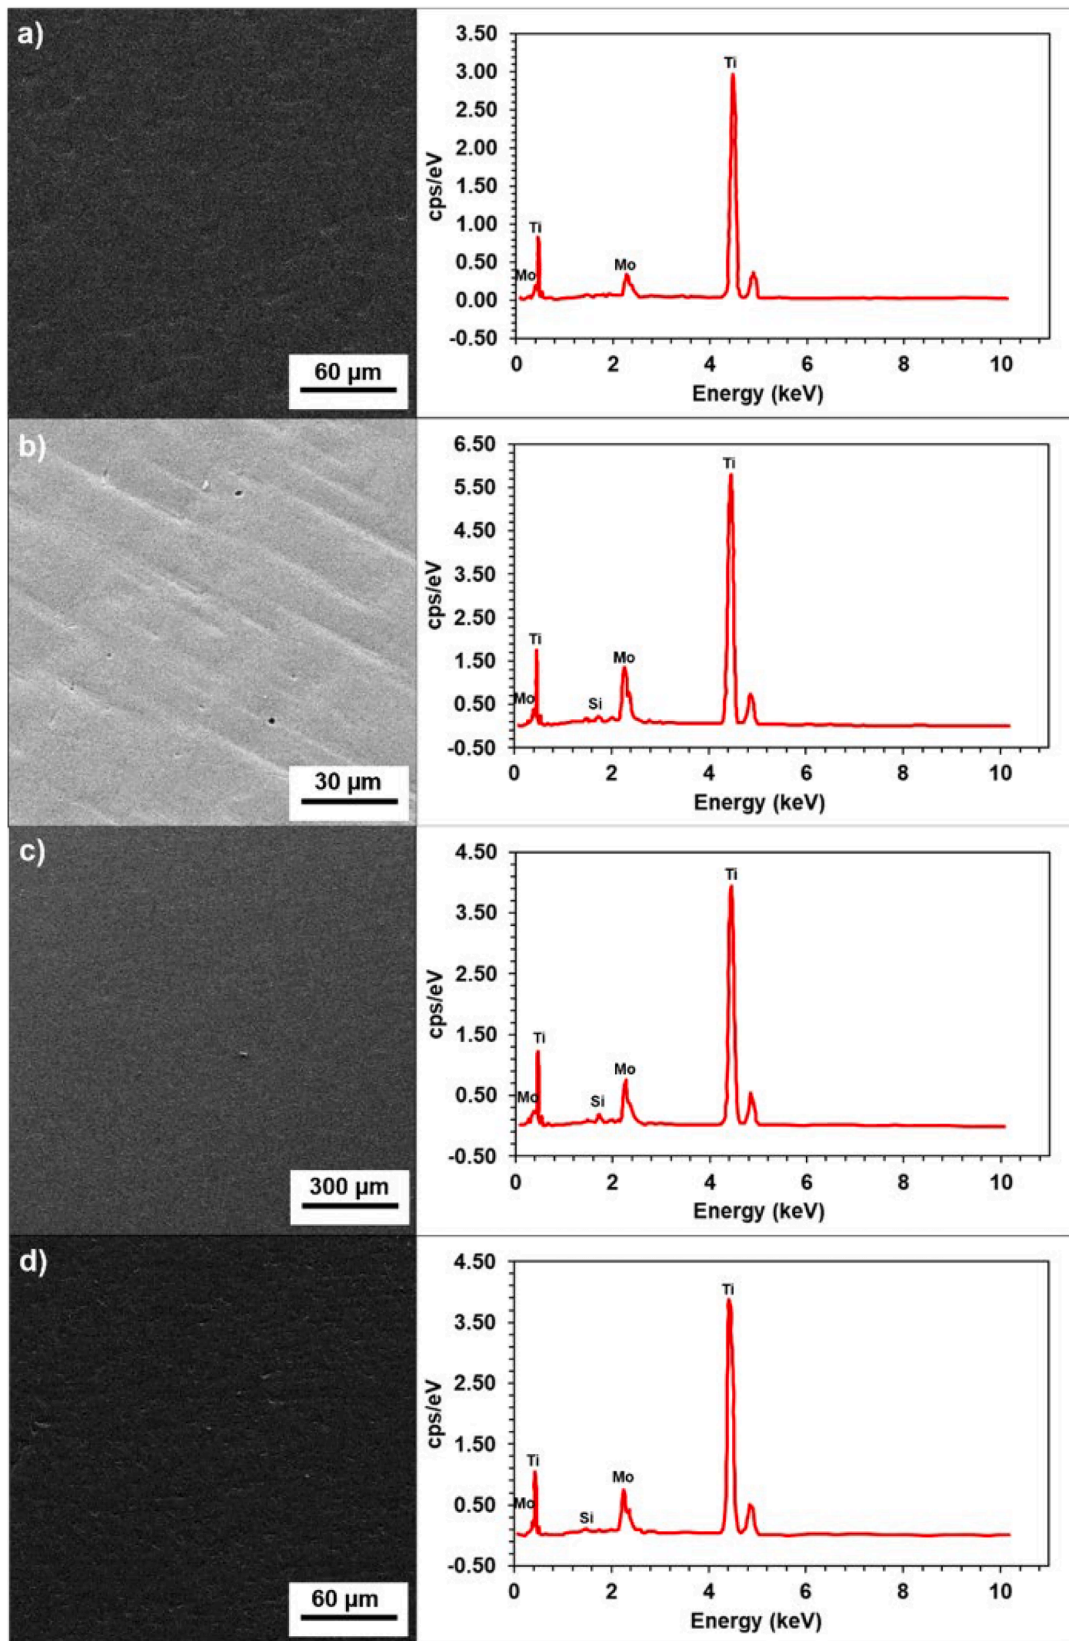 a)
60 µm
3.50
3.00
2.50
2.00
1.50
1.00
0.50
0.00
-0.50
cps/eV
Ti
Ti
Mo
Mo
0 2 4 6 8 10
Energy (keV)
b)
30 µm
6.50
5.50
4.50
3.50
2.50
1.50
0.50
-0.50
cps/eV
Ti
Ti
Mo
Mo
Si
0 2 4 6 8 10
Energy (keV)
c)
300 µm
4.50
3.50
2.50
1.50
0.50
-0.50
cps/eV
Ti
Ti
Mo
Mo
Si
0 2 4 6 8 10
Energy (keV)
d)
60 µm
4.50
3.50
2.50
1.50
0.50
-0.50
cps/eV
Ti
Ti
Mo
Mo
Si
0 2 4 6 8 10
Energy (keV)